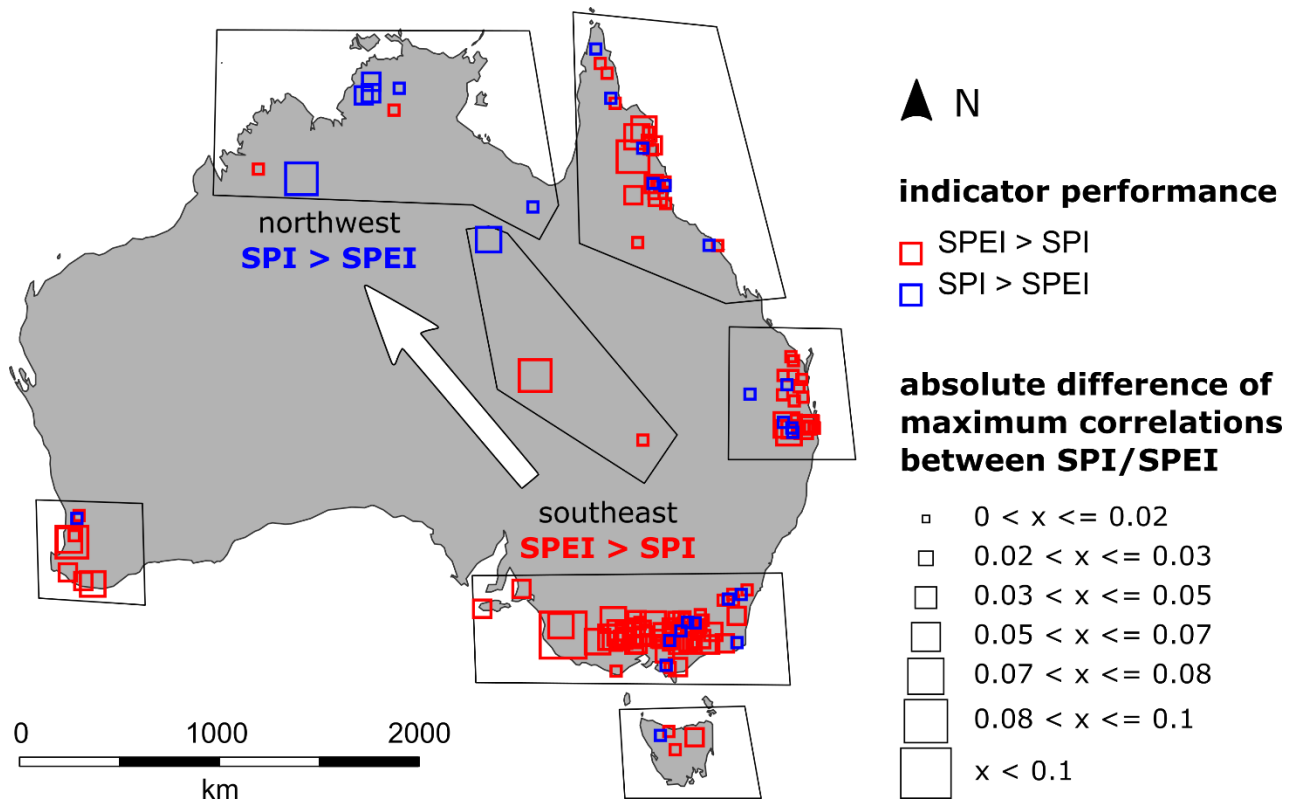 N
indicator performance
SPEI > SPI
SPI > SPEI
absolute difference of
maximum correlations
between SPI/SPEI
0 < x <= 0.02
0.02 < x <= 0.03
0.03 < x <= 0.05
0.05 < x <= 0.07
0.07 < x <= 0.08
0.08 < x <= 0.1
x < 0.1
northwest
SPI > SPEI
southeast
SPEI > SPI
0 1000 2000
km